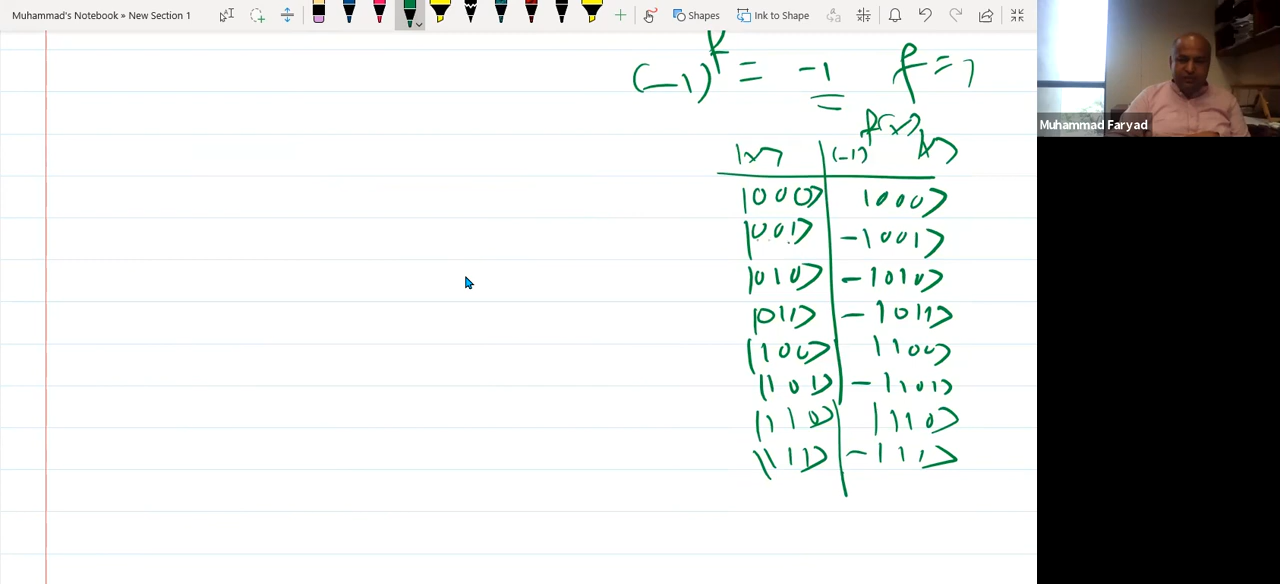 Muhammad's Notebook » New Section 1
Shapes
Ink to Shape
Muhammad Faryad
(-1)^f = -1 f = 1
|x⟩ (-1)^f(x) |x⟩
|000⟩ |000⟩
|001⟩ -|001⟩
|010⟩ -|010⟩
|011⟩ -|011⟩
|100⟩ |100⟩
|101⟩ -|101⟩
|110⟩ |110⟩
|111⟩ -|111⟩